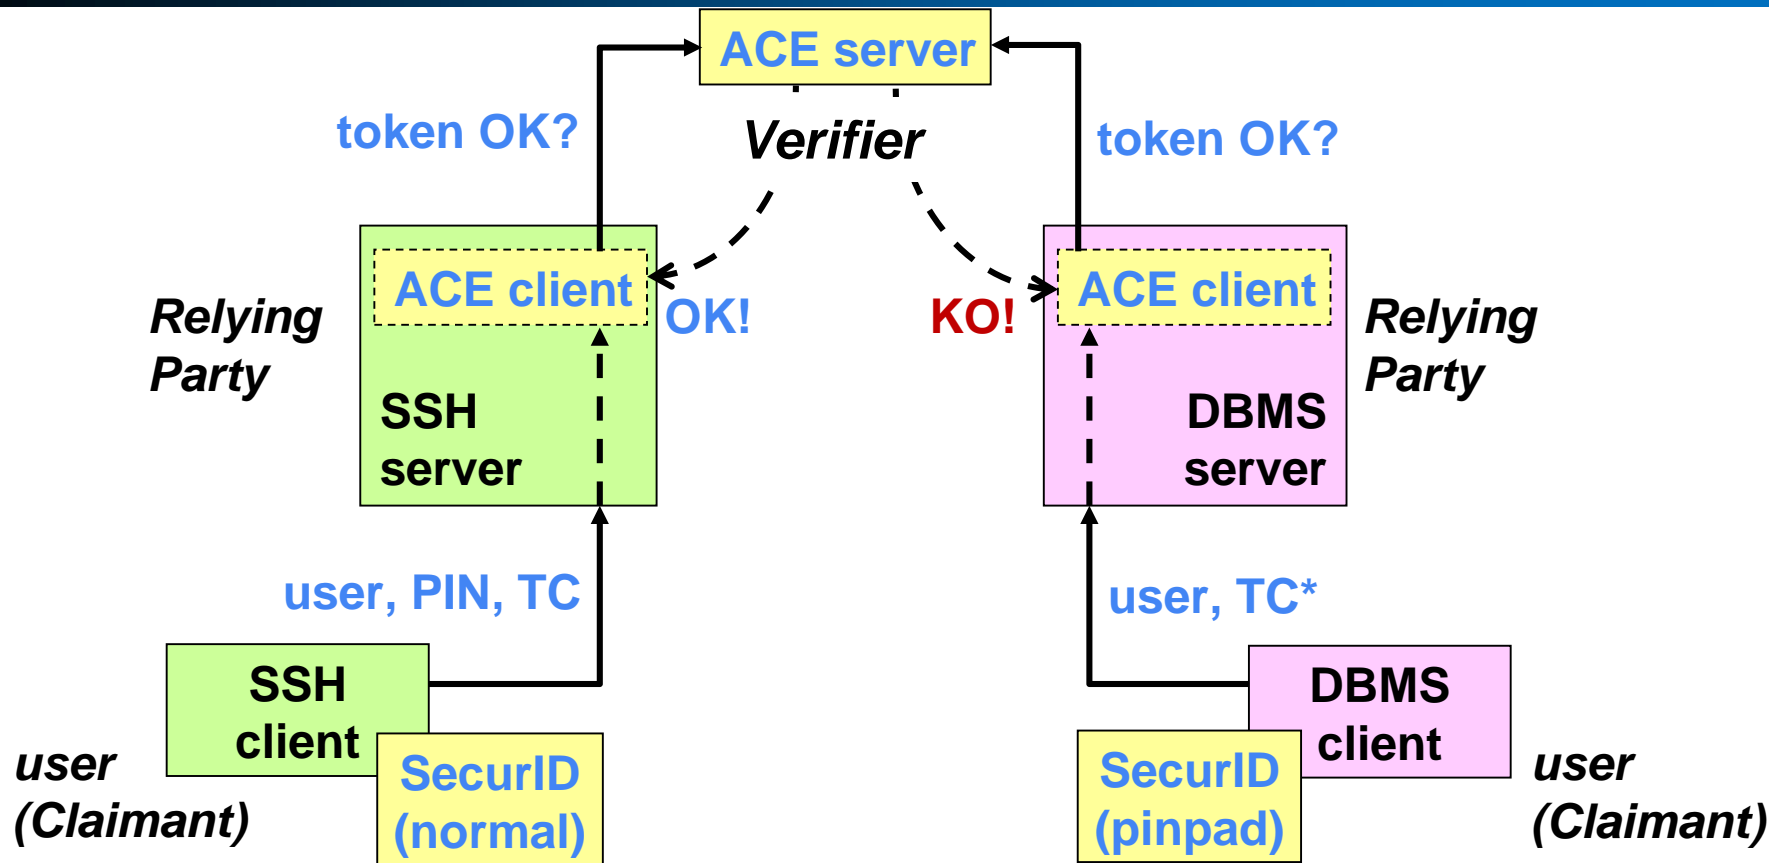 ACE server
token OK?
Verifier
token OK?
ACE client
OK!
KO!
ACE client
Relying
Party
Relying
Party
SSH
server
DBMS
server
user, PIN, TC
user, TC*
SSH
client
DBMS
client
SecurID
(normal)
SecurID
(pinpad)
user
(Claimant)
user
(Claimant)